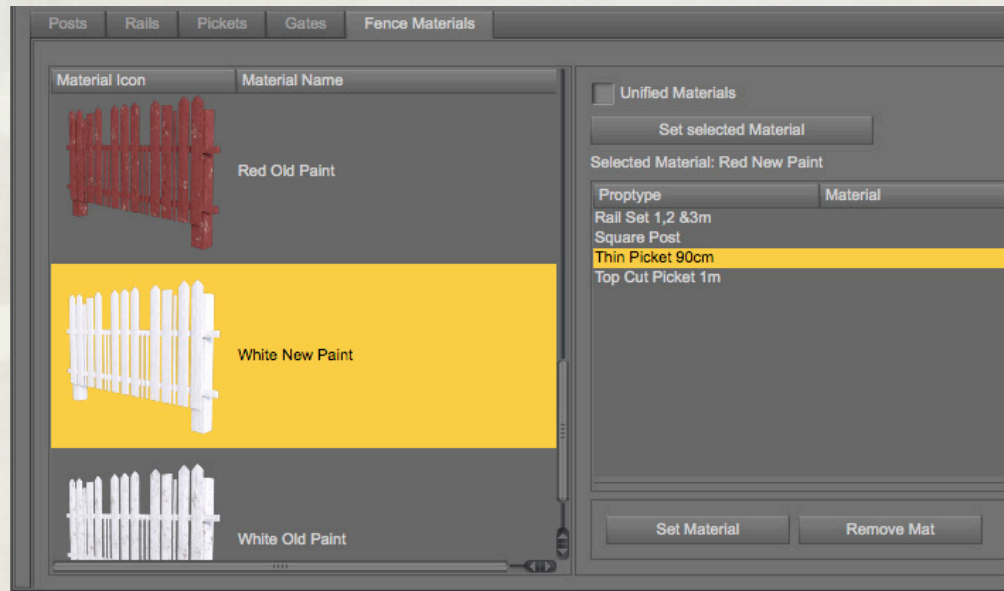 Posts Rails Pickets Gates Fence Materials
Material Icon Material Name
Red Old Paint
White New Paint
White Old Paint
Unified Materials
Set selected Material
Selected Material: Red New Paint
Proptype Material
Rail Set 1,2 &3m
Square Post
Thin Picket 90cm
Top Cut Picket 1m
Set Material Remove Mat